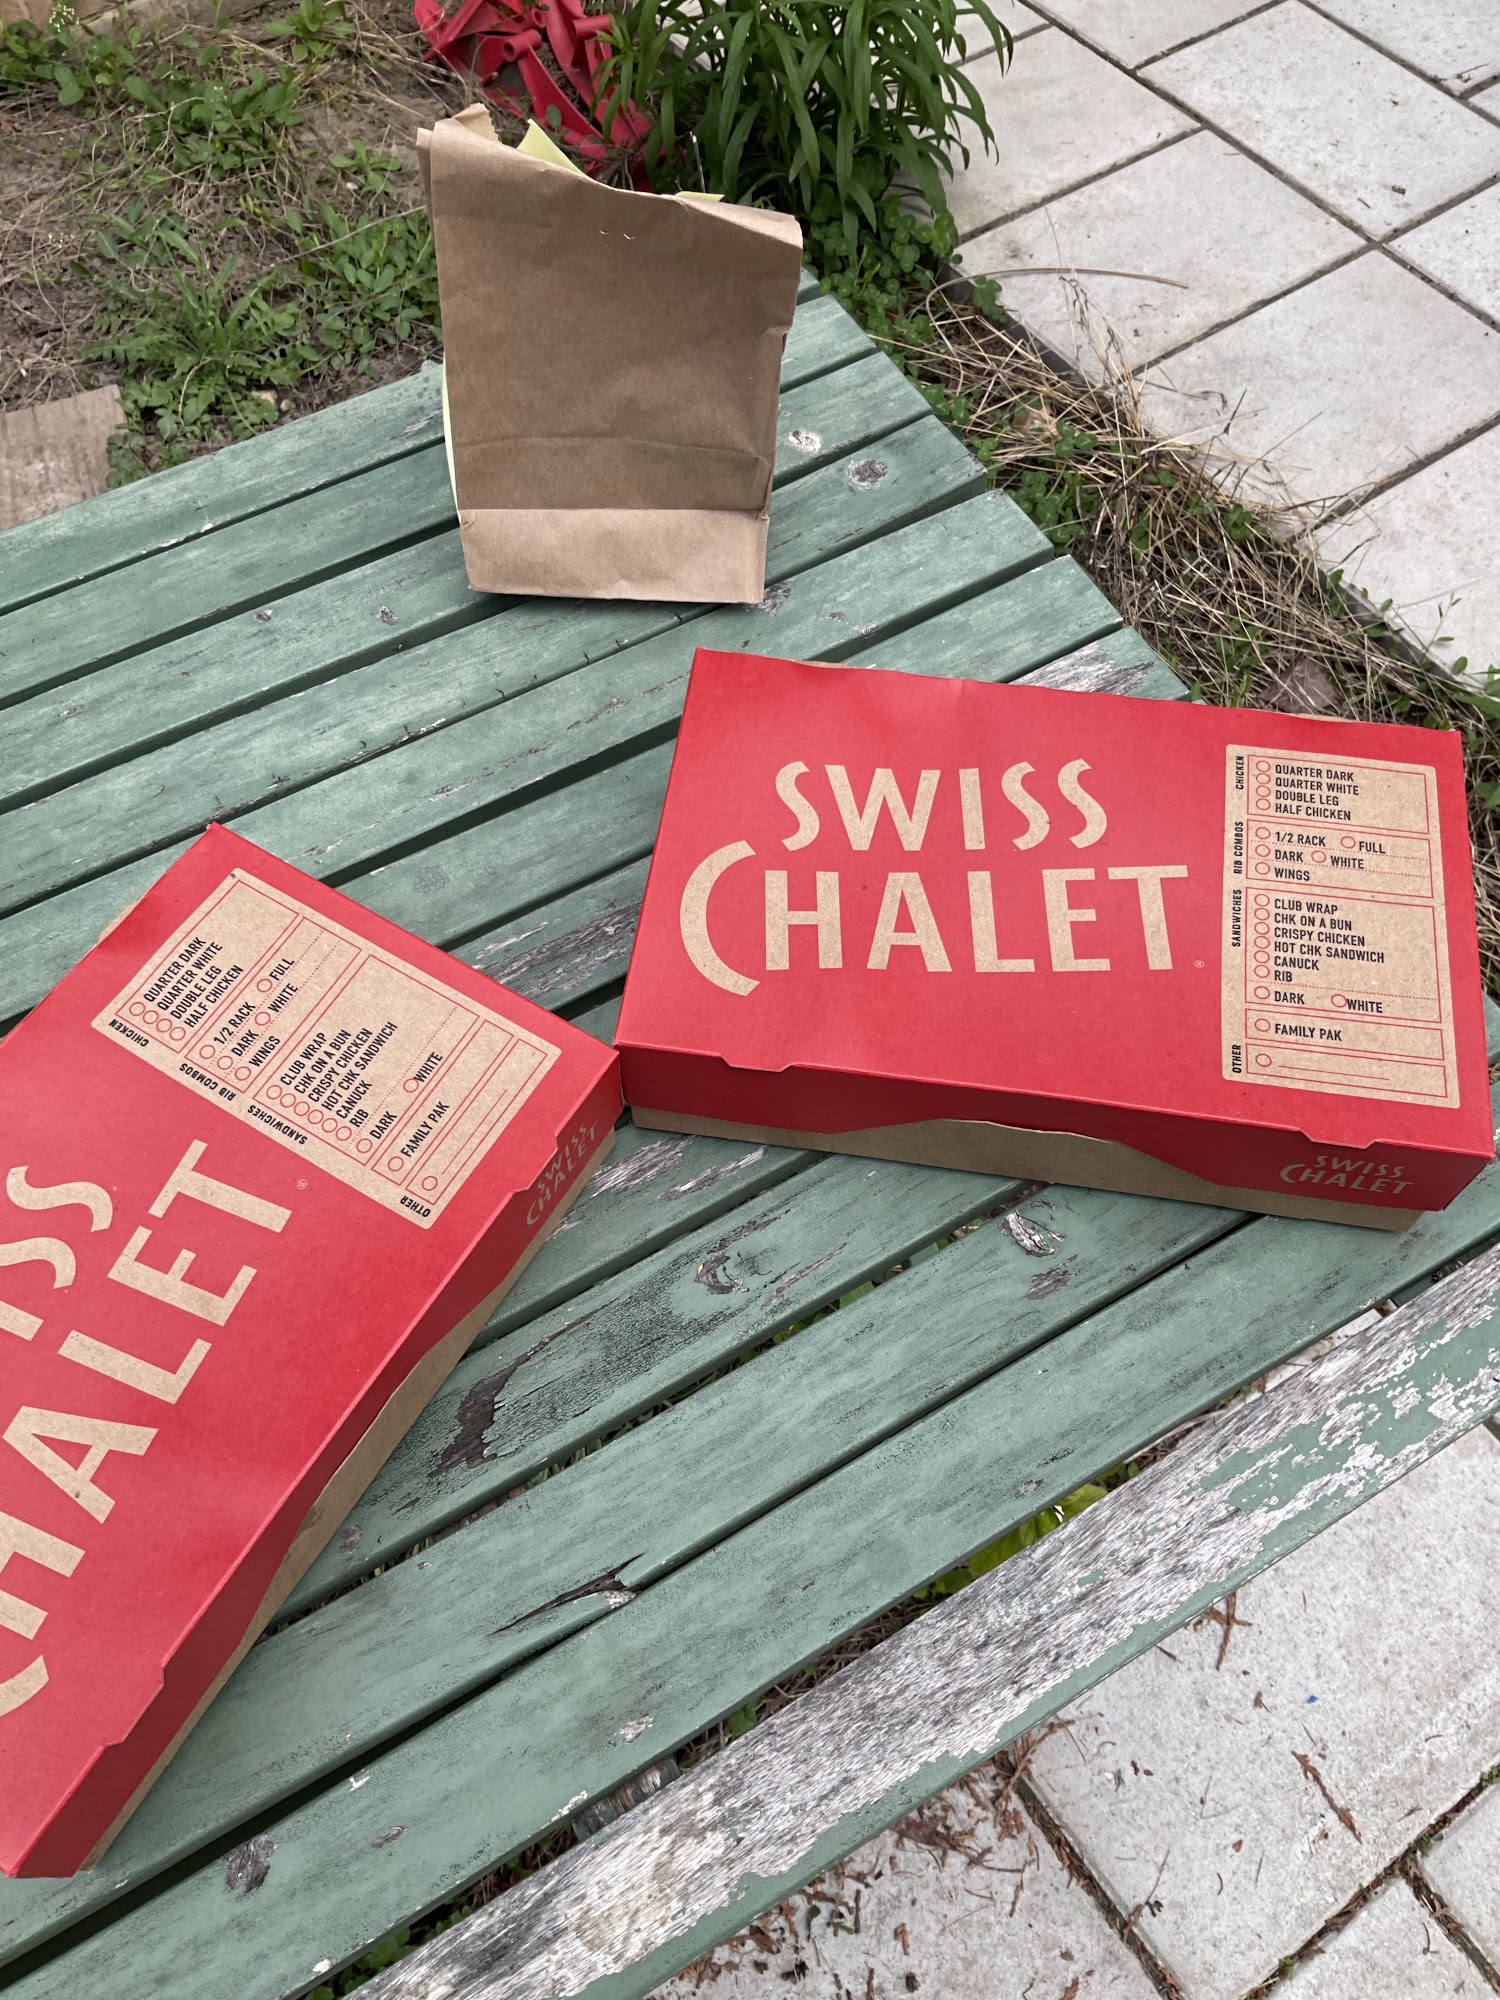 SWISS
CHALET®
CHICKEN
QUARTER DARK
QUARTER WHITE
DOUBLE LEG
HALF CHICKEN
RIB COMBOS
1/2 RACK FULL
DARK WHITE
WINGS
SANDWICHES
CLUB WRAP
CHK ON A BUN
CRISPY CHICKEN
HOT CHK SANDWICH
CANUCK
RIB
DARK WHITE
FAMILY PAK
OTHER
SWISS
CHALET
ISS
HALET®
CHICKEN
QUARTER DARK
QUARTER WHITE
DOUBLE LEG
HALF CHICKEN
RIB COMBOS
1/2 RACK FULL
DARK WHITE
WINGS
SANDWICHES
CLUB WRAP
CHK ON A BUN
CRISPY CHICKEN
HOT CHK SANDWICH
CANUCK
RIB
DARK WHITE
FAMILY PAK
OTHER
SWISS
CHALET